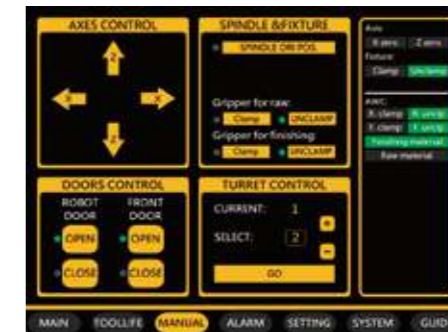 AXES CONTROL
Z
X
X
Z
SPINDLE &FIXTURE
SPINDLE ORI POS.
Gripper for raw:
Clamp
UNCLAMP
Gripper for finishing:
Clamp
UNCLAMP
DOORS CONTROL
ROBOT DOOR
FRONT DOOR
OPEN
OPEN
CLOSE
CLOSE
TURRET CONTROL
CURRENT: 1
+
SELECT: 2
-
GO
Axis:
X zero
Z zero
Fixture:
Clamp
Unclamp
R. clamp
R. unclp
F. clamp
F. unclp
Finishing material
Raw material
MAIN
TOOLLIFE
MANUAL
ALARM
SETTING
SYSTEM